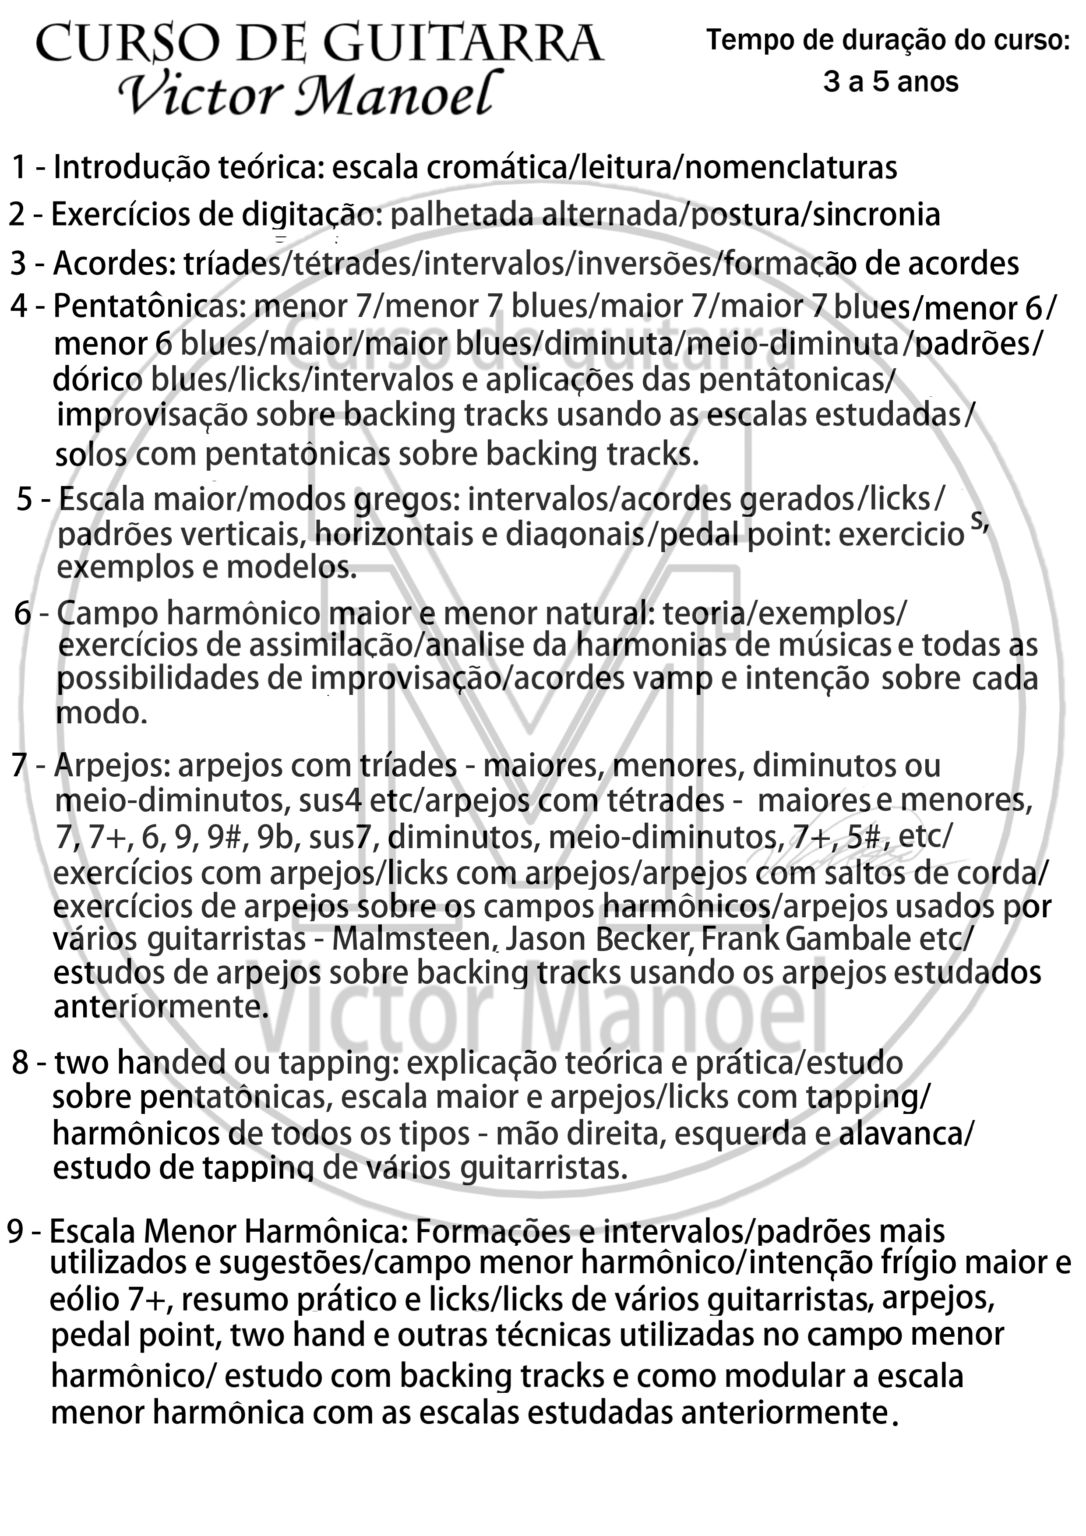 CURSO DE GUITARRA
Victor Manoel
Tempo de duração do curso:
3 a 5 anos
1 - Introdução teórica: escala cromática/leitura/nomenclaturas
2 - Exercícios de digitação: palhetada alternada/postura/sincronia
3 - Acordes: tríades/tétrades/intervalos/inversões/formação de acordes
4 - Pentatônicas: menor 7/menor 7 blues/maior 7/maior 7 blues/menor 6/
menor 6 blues/maior/maior blues/diminuta/meio-diminuta/padrões/
dórico blues/licks/intervalos e aplicações das pentâtonicas/
improvisação sobre backing tracks usando as escalas estudadas/
solos com pentatônicas sobre backing tracks.
5 - Escala maior/modos gregos: intervalos/acordes gerados/licks/
padrões verticais, horizontais e diagonais/pedal point: exercicios,
exemplos e modelos.
6 - Campo harmônico maior e menor natural: teoria/exemplos/
exercícios de assimilação/analise da harmonias de músicas e todas as
possibilidades de improvisação/acordes vamp e intenção sobre cada
modo.
7 - Arpejos: arpejos com tríades - maiores, menores, diminutos ou
meio-diminutos, sus4 etc/arpejos com tétrades - maiores e menores,
7, 7+, 6, 9, 9#, 9b, sus7, diminutos, meio-diminutos, 7+, 5#, etc/
exercícios com arpejos/licks com arpejos/arpejos com saltos de corda/
exercícios de arpejos sobre os campos harmônicos/arpejos usados por
vários guitarristas - Malmsteen, Jason Becker, Frank Gambale etc/
estudos de arpejos sobre backing tracks usando os arpejos estudados
anteriormente.
8 - two handed ou tapping: explicação teórica e prática/estudo
sobre pentatônicas, escala maior e arpejos/licks com tapping/
harmônicos de todos os tipos - mão direita, esquerda e alavanca/
estudo de tapping de vários guitarristas.
9 - Escala Menor Harmônica: Formações e intervalos/padrões mais
utilizados e sugestões/campo menor harmônico/intenção frígio maior e
eólio 7+, resumo prático e licks/licks de vários guitarristas, arpejos,
pedal point, two hand e outras técnicas utilizadas no campo menor
harmônico/ estudo com backing tracks e como modular a escala
menor harmônica com as escalas estudadas anteriormente.
Curso de guitarra
VM
Victor Manoel